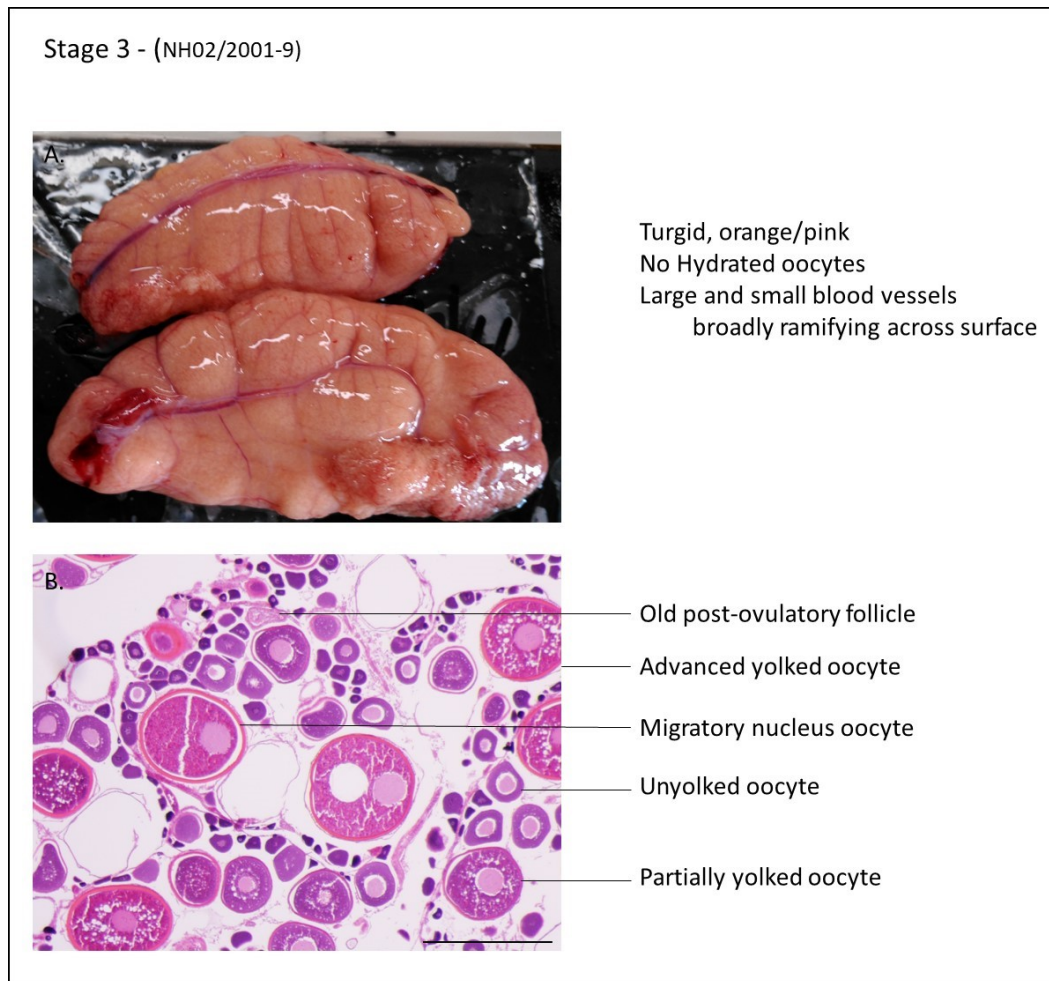 Stage 3 - (NH02/2001-9)
A.
Turgid, orange/pink
No Hydrated oocytes
Large and small blood vessels
broadly ramifying across surface
B.
Old post-ovulatory follicle
Advanced yolked oocyte
Migratory nucleus oocyte
Unyolked oocyte
Partially yolked oocyte